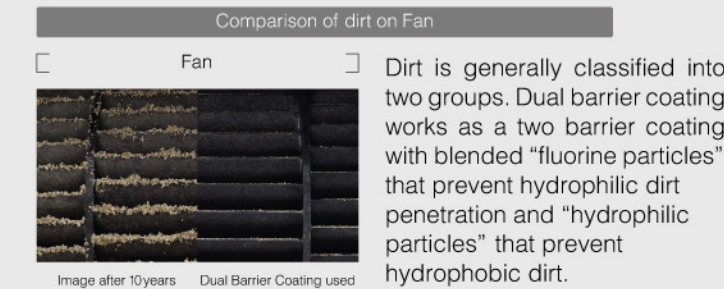 Comparison of dirt on Fan
Fan
Image after 10years
Dual Barrier Coating used
Dirt is generally classified into
two groups. Dual barrier coating
works as a two barrier coating
with blended “fluorine particles”
that prevent hydrophilic dirt
penetration and “hydrophilic
particles” that prevent
hydrophobic dirt.